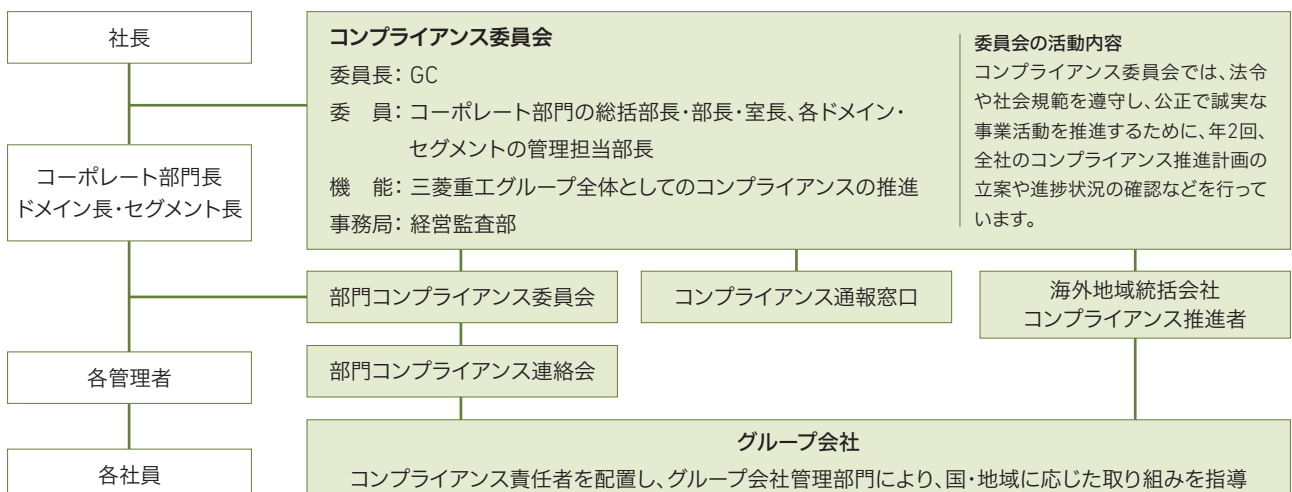 社長
コーポレート部門長
ドメイン長・セグメント長
各管理者
各社員
コンプライアンス委員会
委員長： GC
委　員： コーポレート部門の総括部長・部長・室長、各ドメイン・
セグメントの管理担当部長
機　能： 三菱重工グループ全体としてのコンプライアンスの推進
事務局： 経営監査部
委員会の活動内容
コンプライアンス委員会では、法令
や社会規範を遵守し、公正で誠実な
事業活動を推進するために、年2回、
全社のコンプライアンス推進計画の
立案や進捗状況の確認などを行って
います。
部門コンプライアンス委員会
コンプライアンス通報窓口
海外地域統括会社
コンプライアンス推進者
部門コンプライアンス連絡会
グループ会社
コンプライアンス責任者を配置し、グループ会社管理部門により、国・地域に応じた取り組みを指導